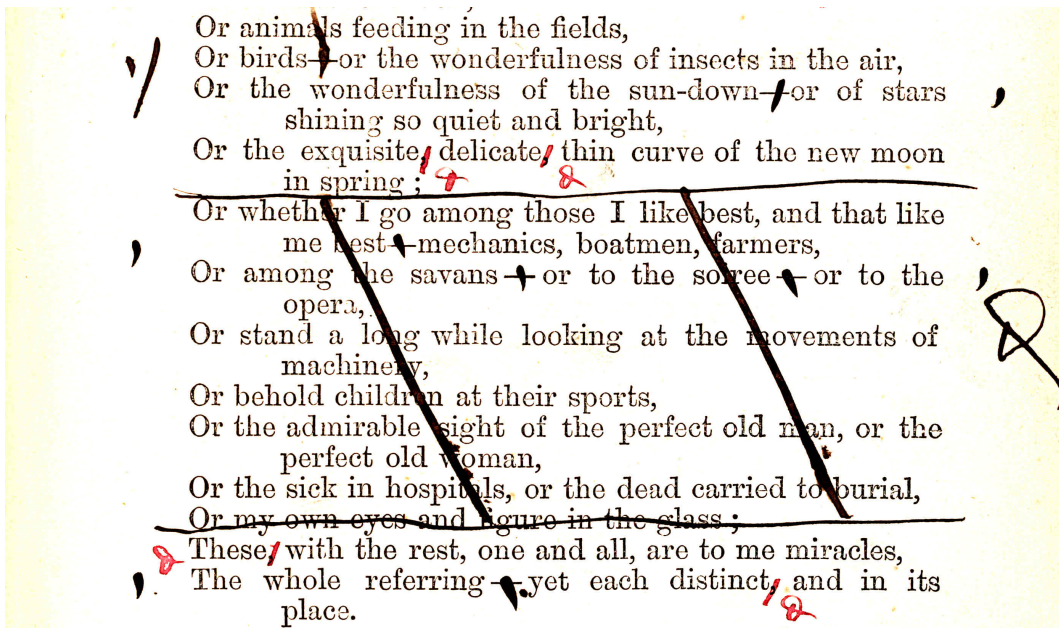 Or animals feeding in the fields,
Or birds—or the wonderfulness of insects in the air,
Or the wonderfulness of the sun-down—or of stars
shining so quiet and bright,
Or the exquisite, delicate, thin curve of the new moon
in spring ;
Or whether I go among those I like best, and that like
me best—mechanics, boatmen, farmers,
Or among the savans—or to the soiree—or to the
opera,
Or stand a long while looking at the movements of
machinery,
Or behold children at their sports,
Or the admirable sight of the perfect old man, or the
perfect old woman,
Or the sick in hospitals, or the dead carried to burial,
Or my own eyes and figure in the glass ;
These, with the rest, one and all, are to me miracles,
The whole referring—yet each distinct, and in its
place.